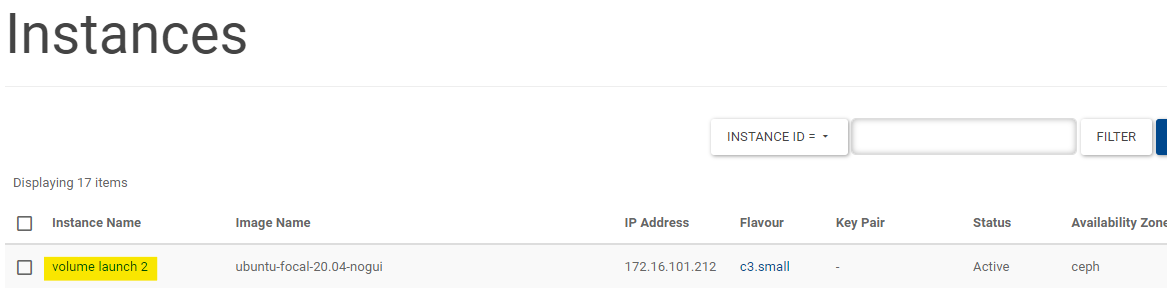 Instances
INSTANCE ID =
FILTER
Displaying 17 items
Instance Name Image Name IP Address Flavour Key Pair Status Availability Zone
volume launch 2 ubuntu-focal-20.04-nogui 172.16.101.212 c3.small - Active ceph